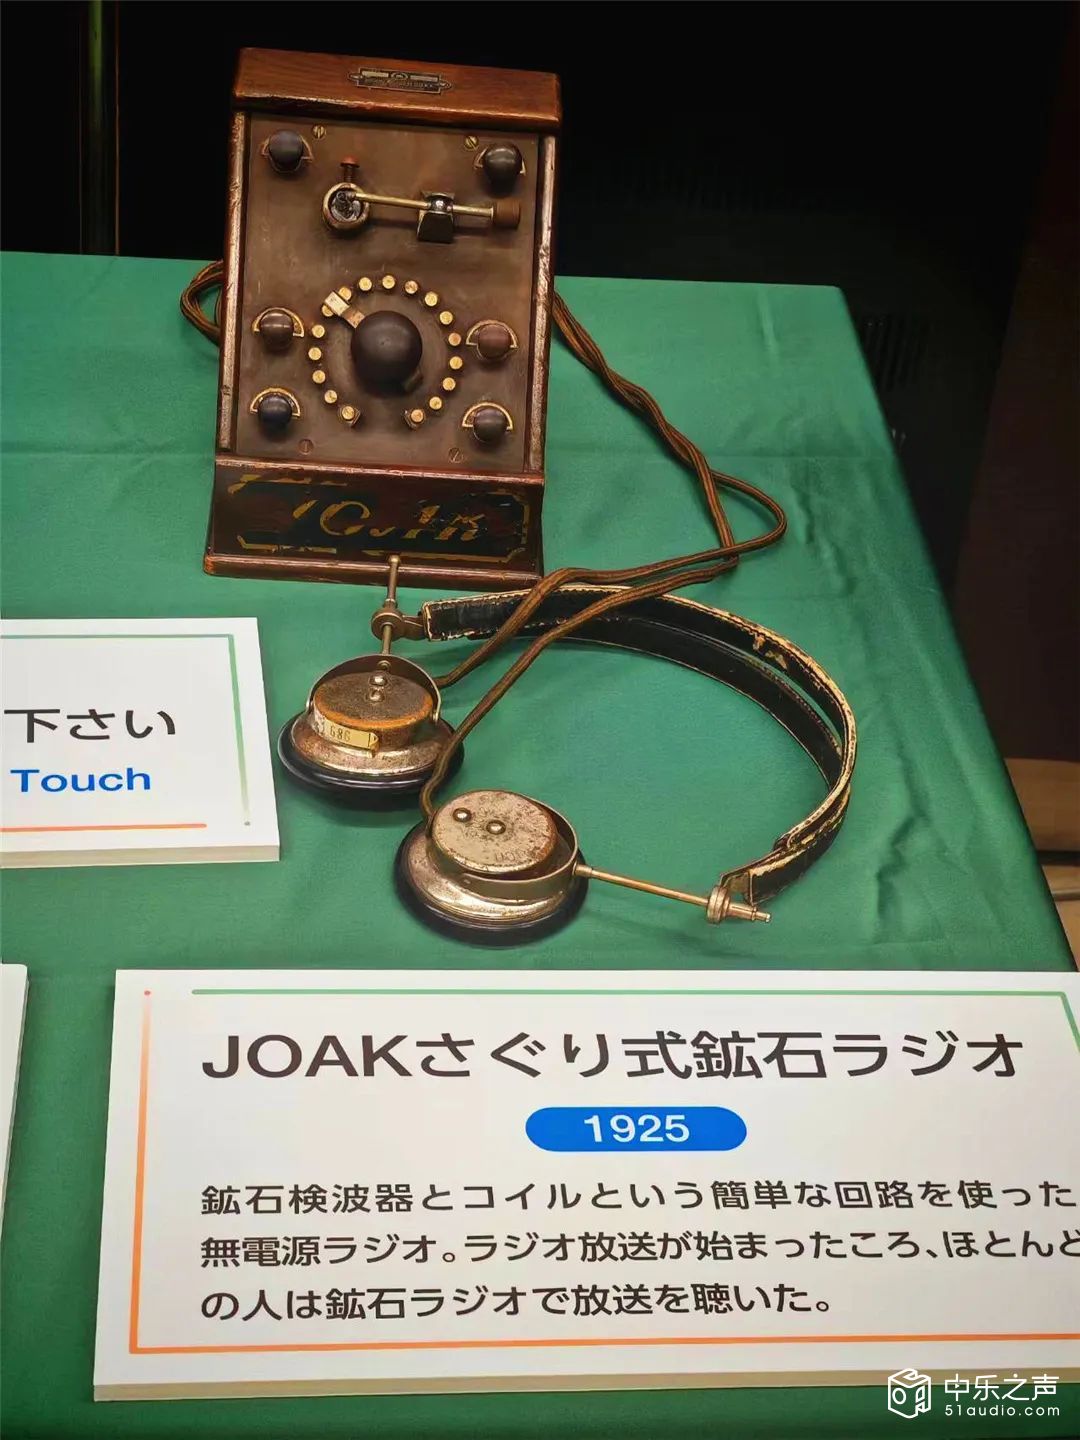 J.O.A.K
686
下さい
Touch
JOAKさぐり式鉱石ラジオ
1925
鉱石検波器とコイルという簡単な回路を使った
無電源ラジオ。ラジオ放送が始まったころ、ほとんど
の人は鉱石ラジオで放送を聴いた。
中乐之声
51audio.com